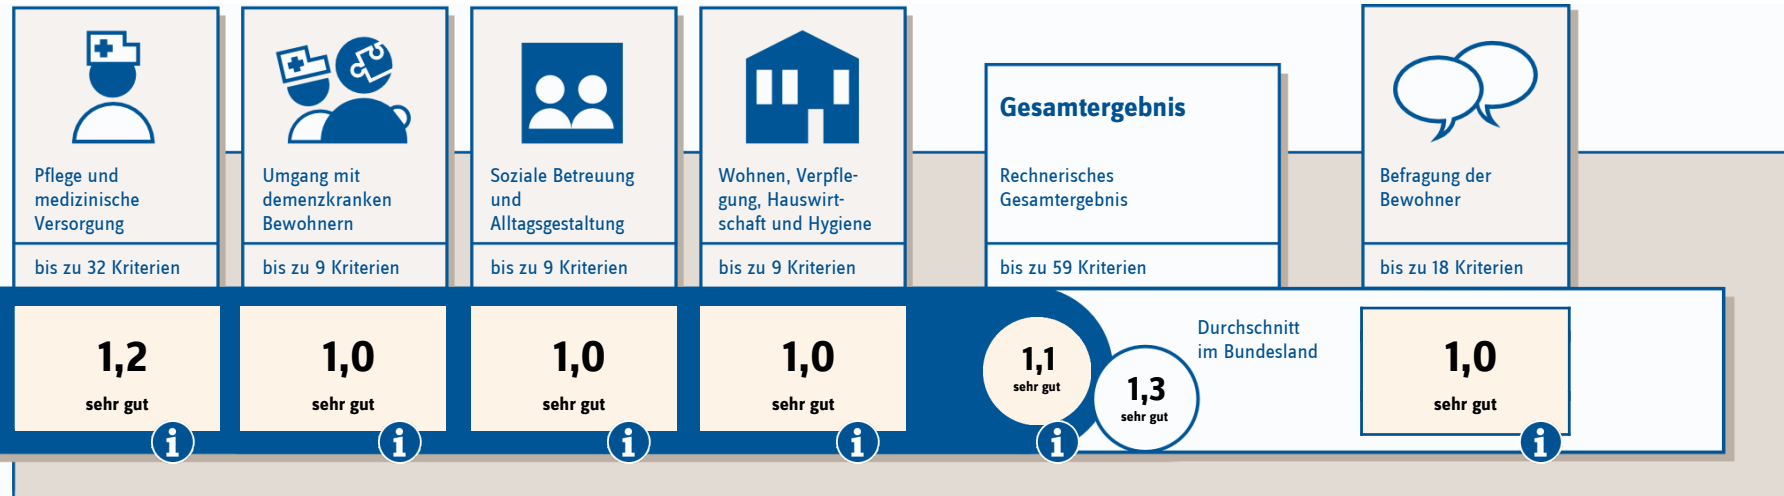 Pflege und
medizinische
Versorgung
bis zu 32 Kriterien
1,2
sehr gut
i
Umgang mit
demenzkranken
Bewohnern
bis zu 9 Kriterien
1,0
sehr gut
i
Soziale Betreuung
und
Alltagsgestaltung
bis zu 9 Kriterien
1,0
sehr gut
i
Wohnen, Verpfle-
gung, Hauswirt-
schaft und Hygiene
bis zu 9 Kriterien
1,0
sehr gut
i
Gesamtergebnis
Rechnerisches
Gesamtergebnis
bis zu 59 Kriterien
1,1
sehr gut
i
1,3
sehr gut
Durchschnitt
im Bundesland
Befragung der
Bewohner
bis zu 18 Kriterien
1,0
sehr gut
i